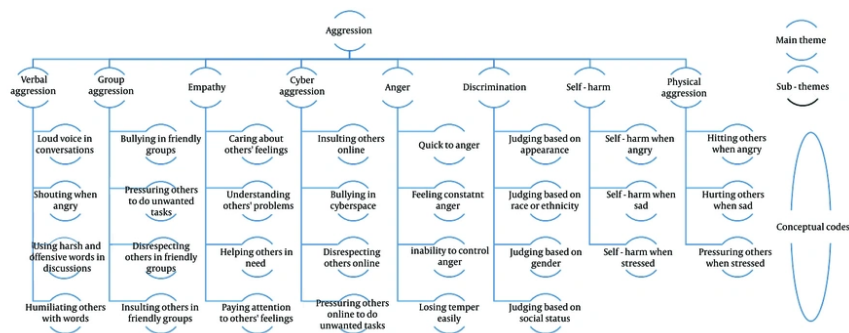 Aggression
Main theme
Verbal
aggression
Group
aggression
Empathy
Cyber
aggression
Anger
Discrimination
Self - harm
Physical
aggression
Sub - themes
Loud voice in
conversations
Bullying in friendly
groups
Caring about
others' feelings
Insulting others
online
Quick to anger
Judging based on
appearance
Self - harm when
angry
Hitting others
when angry
Shouting when
angry
Pressuring others
to do unwanted
tasks
Understanding
others' problems
Bullying in
cyberspace
Feeling constatnt
anger
Judging based on
race or ethnicity
Self - harm when
sad
Hurting others
when sad
Conceptual codes
Using harsh and
offensive words in
discussions
Disrespecting
others in friendly
groups
Helping others in
need
Disrespecting
others online
inability to control
anger
Judging based on
gender
Self - harm when
stressed
Pressuring others
when stressed
Humiliating others
with words
Insulting others in
friendly groups
Paying attention
to others' feelings
Pressuring others
online to do
unwanted tasks
Losing temper
easily
Judging based on
social status